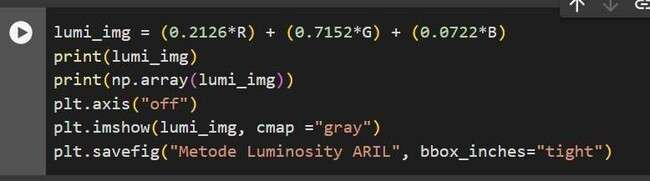 lumi_img = (0.2126*R) + (0.7152*G) + (0.0722*B)
print(lumi_img)
print(np.array(lumi_img))
plt.axis("off")
plt.imshow(lumi_img, cmap ="gray")
plt.savefig("Metode Luminosity ARIL", bbox_inches="tight")